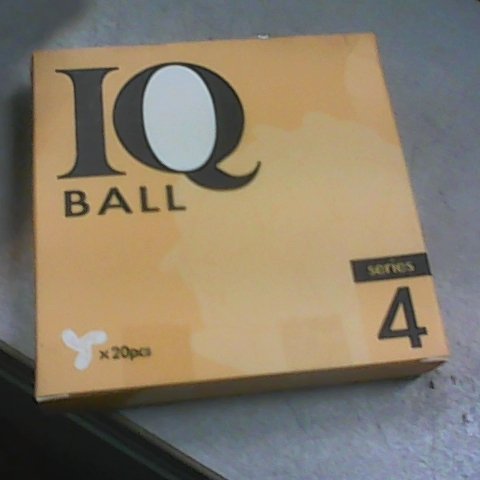 IQ
BALL
series
4
x 20pcs